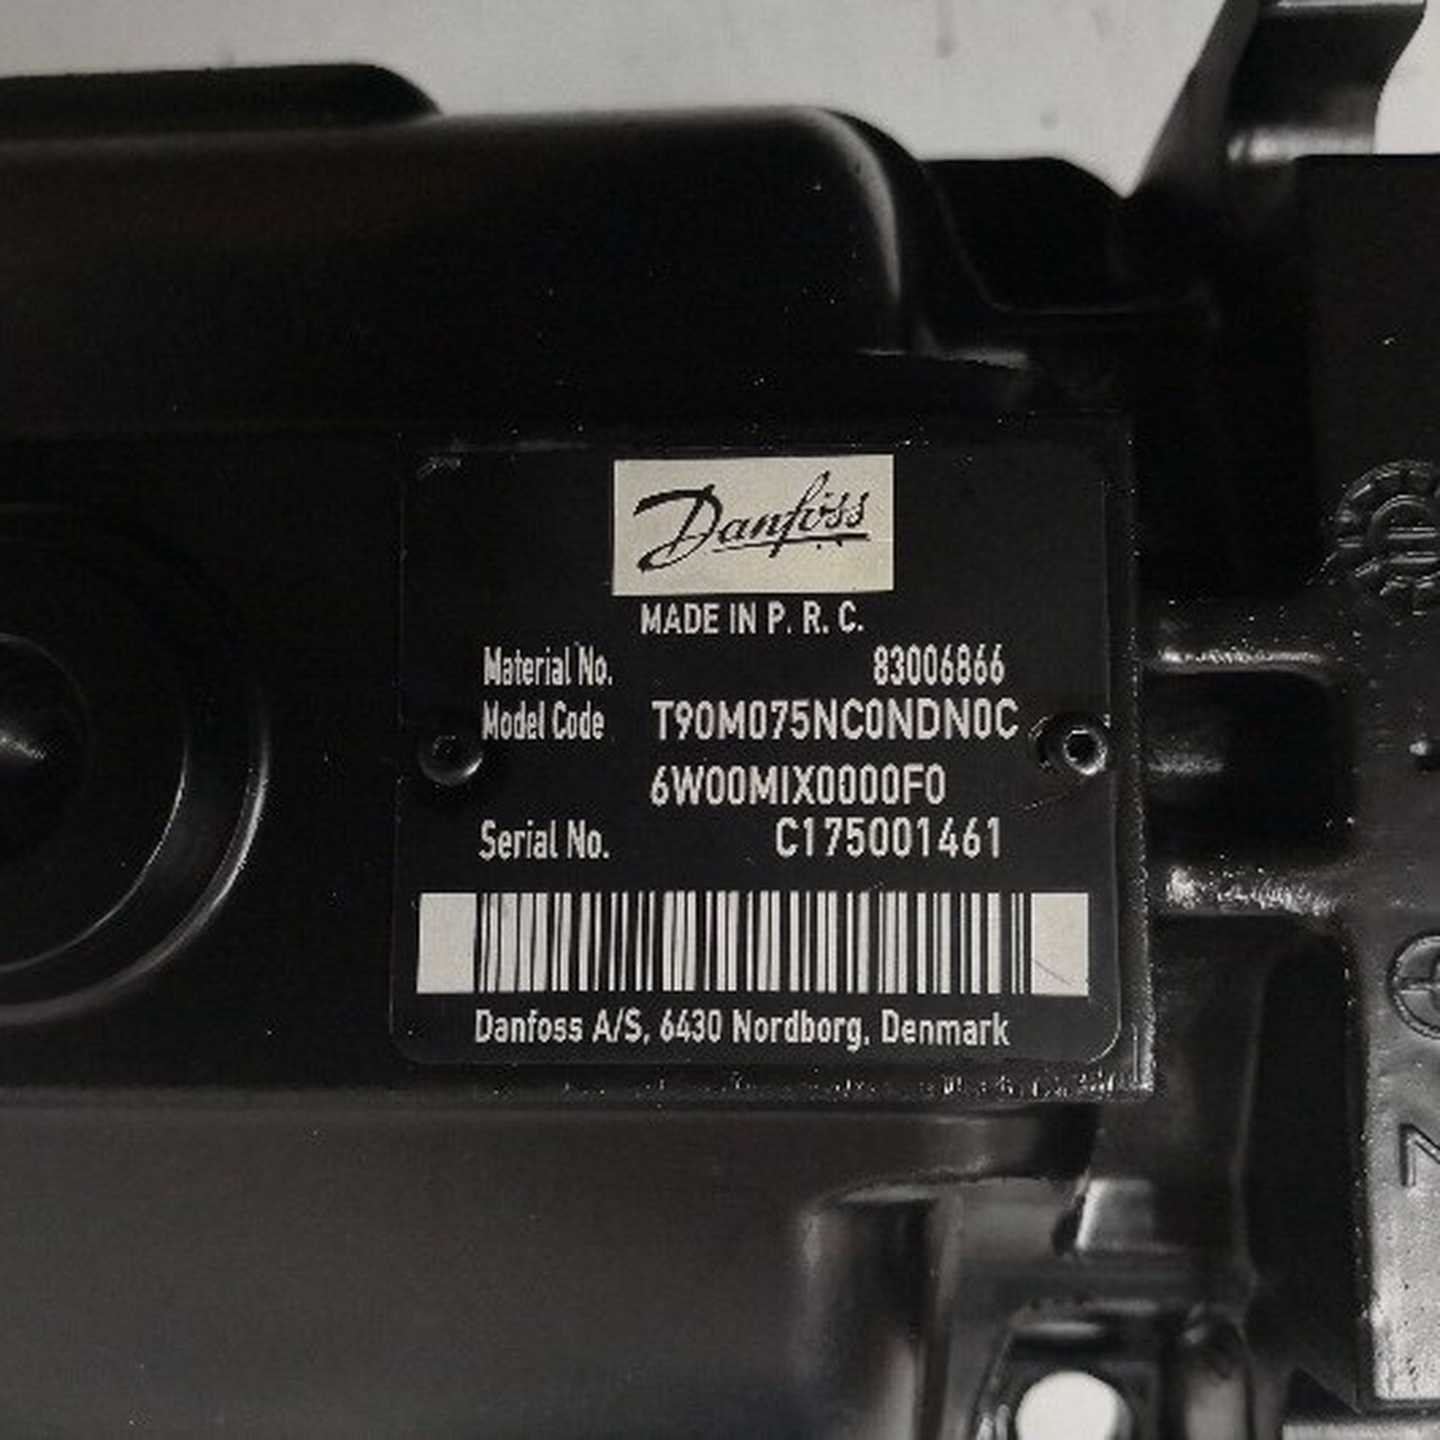 Danfoss
MADE IN P. R. C.
Material No. 83006866
Model Code T90M075NC0NDN0C
6W00MIX0000F0
Serial No. C175001461
Danfoss A/S, 6430 Nordborg, Denmark